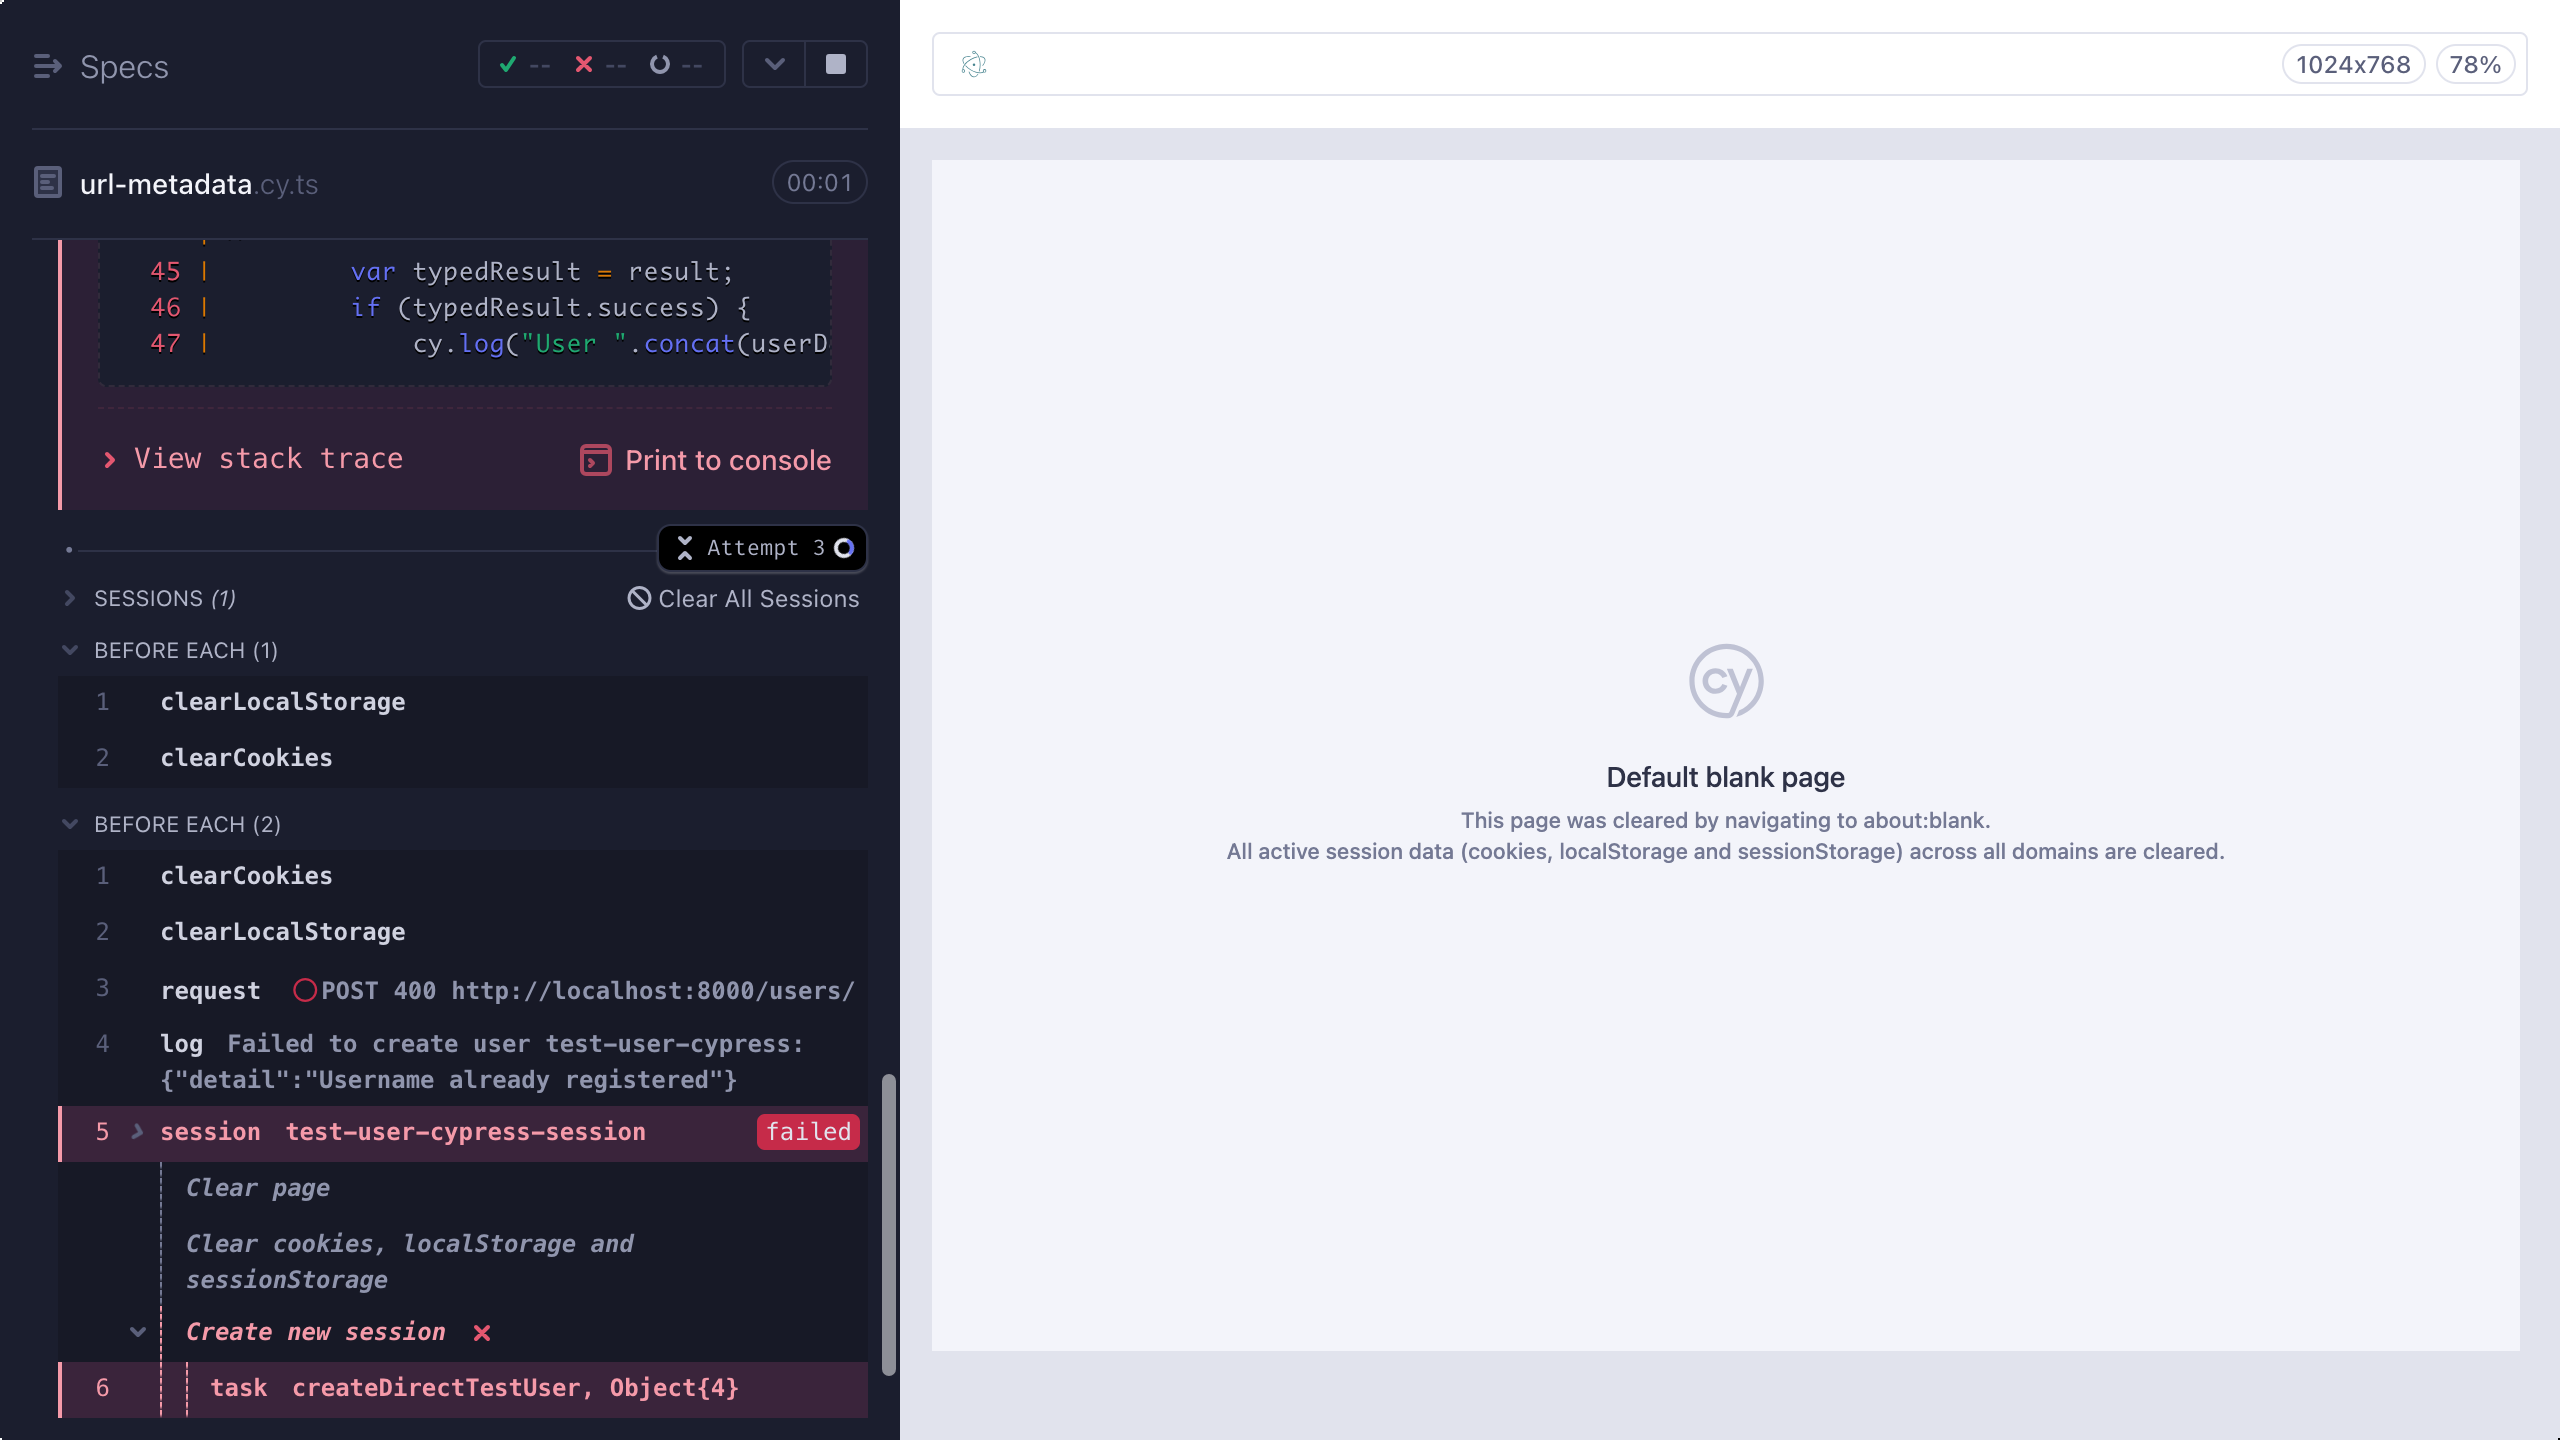 Specs
-- -- --
url-metadata.cy.ts 00:01
45 | var typedResult = result;
46 | if (typedResult.success) {
47 | cy.log("User ".concat(userD
View stack trace Print to console
Attempt 3
SESSIONS (1) Clear All Sessions
BEFORE EACH (1)
1 clearLocalStorage
2 clearCookies
BEFORE EACH (2)
1 clearCookies
2 clearLocalStorage
3 request POST 400 http://localhost:8000/users/
4 log Failed to create user test-user-cypress:
{"detail":"Username already registered"}
5 session test-user-cypress-session failed
Clear page
Clear cookies, localStorage and
sessionStorage
Create new session
6 task createDirectTestUser, Object{4}
1024x768 78%
cy
Default blank page
This page was cleared by navigating to about:blank.
All active session data (cookies, localStorage and sessionStorage) across all domains are cleared.